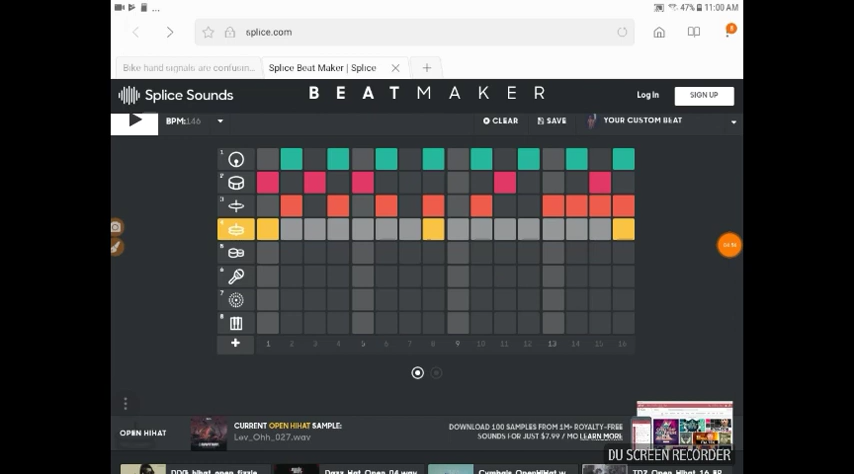 ... 47% 11:00 AM
splice.com
Bike hand signals are confusin...
Splice Beat Maker | Splice
Splice Sounds BEATMAKER Log In SIGN UP
BPM: 146 CLEAR SAVE YOUR CUSTOM BEAT
1
2
3
4
5
6
7
8
+ 1 2 3 4 5 6 7 8 9 10 11 12 13 14 15 16
OPEN HIHAT
CURRENT OPEN HIHAT SAMPLE:
Lev_Ohh_027.wav
DOWNLOAD 100 SAMPLES FROM 1M+ ROYALTY-FREE
SOUNDS FOR JUST $7.99 / MO LEARN MORE
DU SCREEN RECORDER